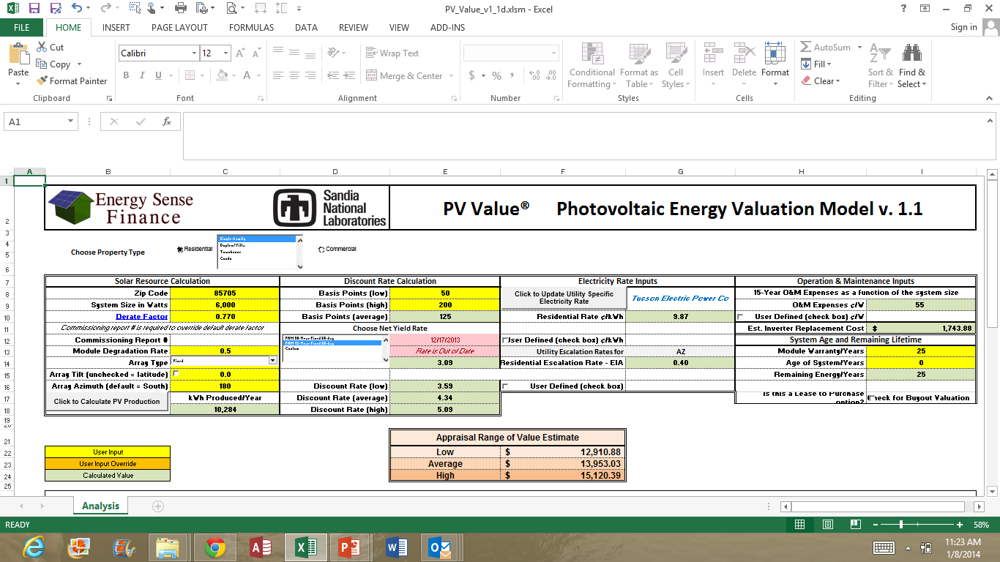 PV_Value_v1_1d.xlsm - Excel
?
FILE
HOME
INSERT
PAGE LAYOUT
FORMULAS
DATA
REVIEW
VIEW
ADD-INS
Sign in
Paste
Cut
Copy
Format Painter
Calibri
12
Wrap Text
Merge & Center
Conditional Formatting
Format as Table
Cell Styles
Insert
Delete
Format
AutoSum
Fill
Clear
Sort & Filter
Find & Select
Clipboard
Font
Alignment
Number
Styles
Cells
Editing
A1
fx
A B C D E F G H I
Energy Sense Finance
Sandia National Laboratories
PV Value® Photovoltaic Energy Valuation Model v. 1.1
Choose Property Type
Residential
Single-family
Duplex/Villa
Townhouse
Condo
Commercial
Solar Resource Calculation
Zip Code 85705
System Size in Watts 6,000
Derate Factor 0.770
Commissioning report # is required to override default derate factor
Commissioning Report #
Module Degradation Rate 0.5
Array Type Fixed
Array Tilt (unchecked = latitude) 0.0
Array Azimuth (default = South) 180
Click to Calculate PV Production
kWh Produced/Year
10,284
Discount Rate Calculation
Basis Points (low) 50
Basis Points (high) 200
Basis Points (average) 125
Choose Net Yield Rate
Custom
12/17/2013
Rate is Out of Date
3.09
Discount Rate (low) 3.59
Discount Rate (average) 4.34
Discount Rate (high) 5.09
Electricity Rate Inputs
Click to Update Utility Specific Electricity Rate
Tucson Electric Power Co
Residential Rate ¢/kWh 9.87
User Defined (check box) ¢/kWh
Utility Escalation Rates for AZ
Residential Escalation Rate - EIA 0.40
User Defined (check box)
Operation & Maintenance Inputs
15-Year O&M Expenses as a function of the system size
O&M Expenses ¢/W 55
User Defined (check box) ¢/W
Est. Inverter Replacement Cost $ 1,743.88
System Age and Remaining Lifetime
Module Warranty/Years 25
Age of System/Years 0
Remaining Energy/Years 25
Is this a Lease to Purchase option?
heck for Buyout Valuation
User Input
User Input Override
Calculated Value
Appraisal Range of Value Estimate
Low $ 12,910.88
Average $ 13,953.03
High $ 15,120.39
Analysis
READY
58%
11:23 AM
1/8/2014